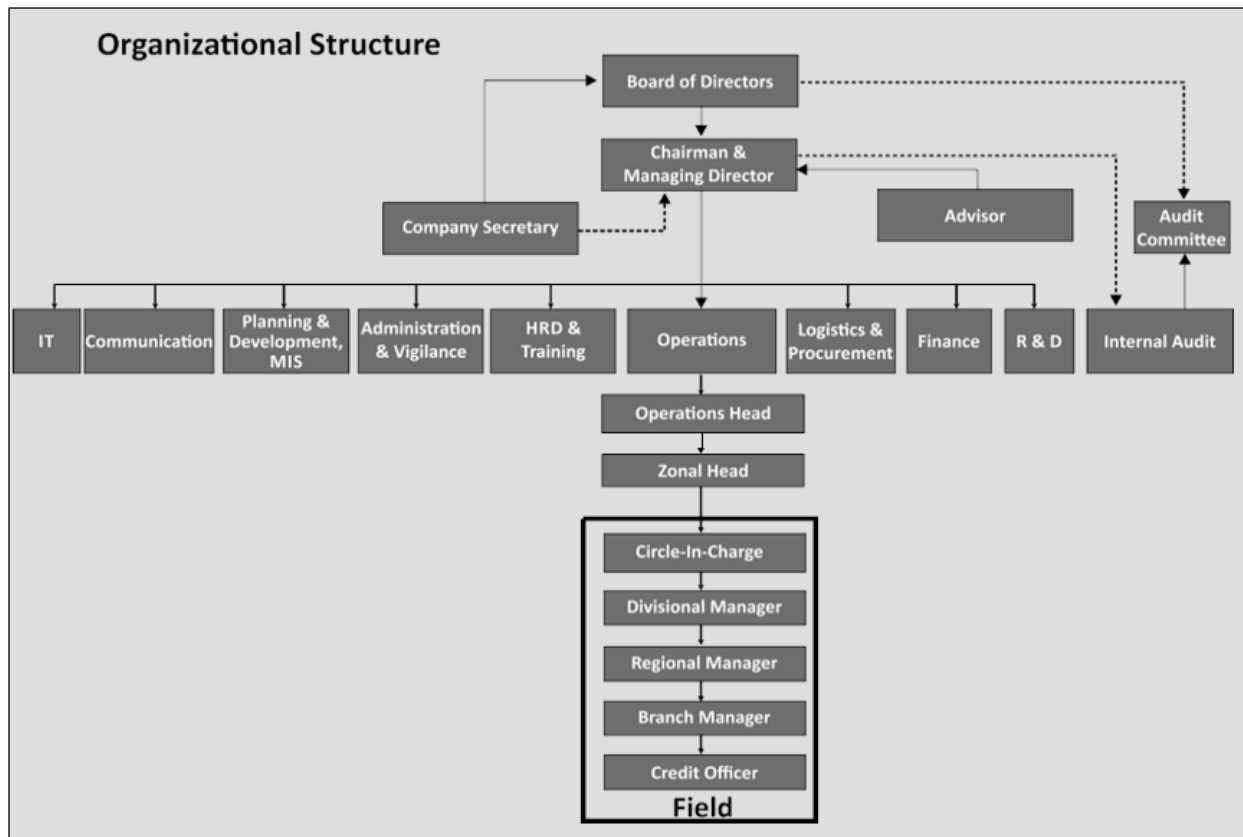 Organizational Structure
Board of Directors
Chairman &
Managing Director
Company Secretary
Advisor
Audit
Committee
IT
Communication
Planning &
Development,
MIS
Administration
& Vigilance
HRD &
Training
Operations
Logistics &
Procurement
Finance
R & D
Internal Audit
Operations Head
Zonal Head
Circle-In-Charge
Divisional Manager
Regional Manager
Branch Manager
Credit Officer
Field